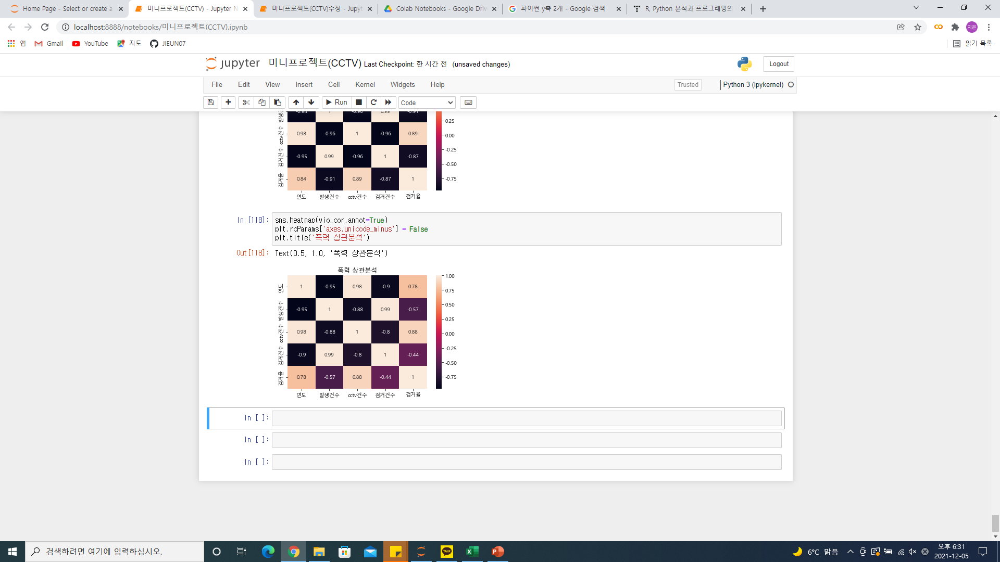 Home Page - Select or create a
미니프로젝트(CCTV) - Jupyter N
미니프로젝트(CCTV)수정 - Jupyt
Colab Notebooks - Google Driv
파이썬 y축 2개 - Google 검색
R, Python 분석과 프로그래밍의
localhost:8888/notebooks/미니프로젝트(CCTV).ipynb
지은
앱
Gmail
YouTube
지도
JIEUN07
읽기 목록
jupyter
미니프로젝트(CCTV) Last Checkpoint: 한 시간 전 (unsaved changes)
Logout
File Edit View Insert Cell Kernel Widgets Help
Trusted
Python 3 (ipykernel)
Run
Code
-0.94 1 -0.96 0.99 -0.91
0.98 -0.96 1 -0.96 0.89
-0.95 0.99 -0.96 1 -0.87
0.84 -0.91 0.89 -0.87 1
cctv건수
검거건수
검거율
연도 발생건수 cctv건수 검거건수 검거율
0.25
0.00
-0.25
-0.50
-0.75
In [118]:
sns.heatmap(vio_cor,annot=True)
plt.rcParams['axes.unicode_minus'] = False
plt.title('폭력 상관분석')
Out[118]:
Text(0.5, 1.0, '폭력 상관분석')
폭력 상관분석
연도
발생건수
cctv건수
검거건수
검거율
1 -0.95 0.98 -0.9 0.78
-0.95 1 -0.88 0.99 -0.57
0.98 -0.88 1 -0.8 0.88
-0.9 0.99 -0.8 1 -0.44
0.78 -0.57 0.88 -0.44 1
연도 발생건수 cctv건수 검거건수 검거율
1.00
0.75
0.50
0.25
0.00
-0.25
-0.50
-0.75
In [ ]:
In [ ]:
In [ ]:
검색하려면 여기에 입력하십시오.
TALK
6°C 맑음
오후 6:31
2021-12-05